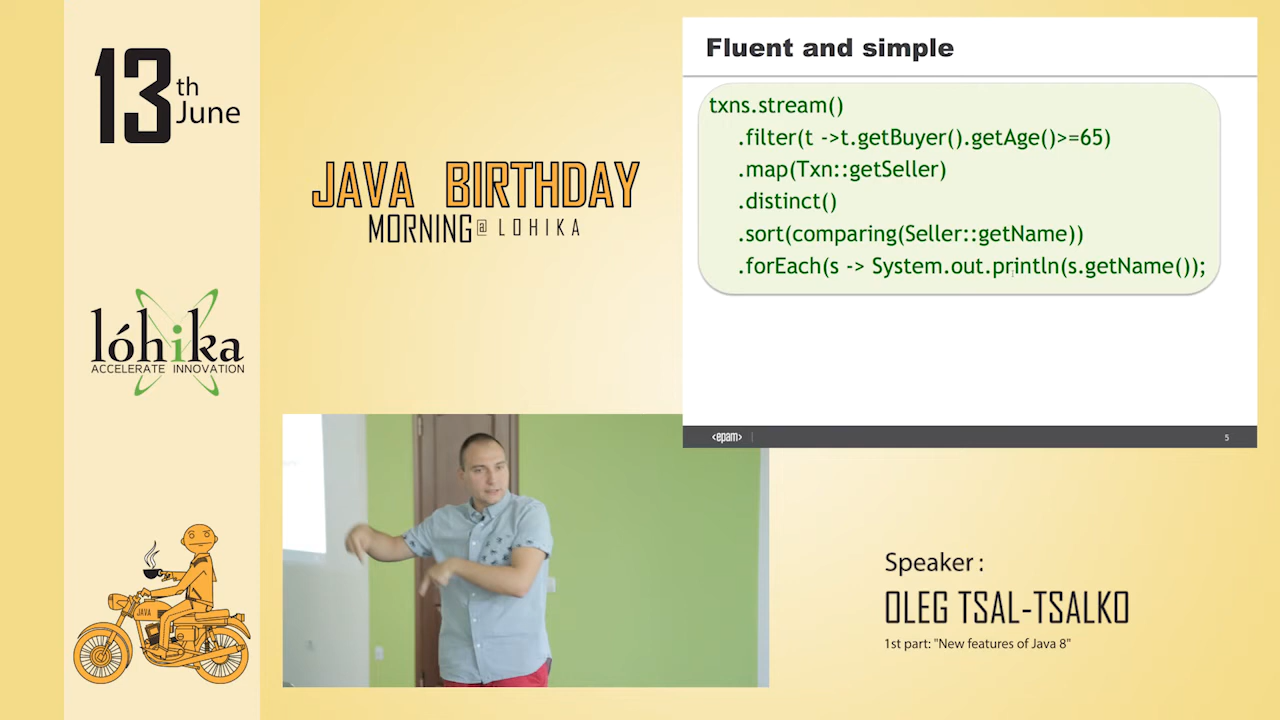 13th June
JAVA BIRTHDAY
MORNING @ LOHIKA
lóhika
ACCELERATE INNOVATION
JAVA
Fluent and simple
txns.stream()
.filter(t ->t.getBuyer().getAge()>=65)
.map(Txn::getSeller)
.distinct()
.sort(comparing(Seller::getName))
.forEach(s -> System.out.println(s.getName());
<epam>
5
Speaker :
OLEG TSAL-TSALKO
1st part: "New features of Java 8"